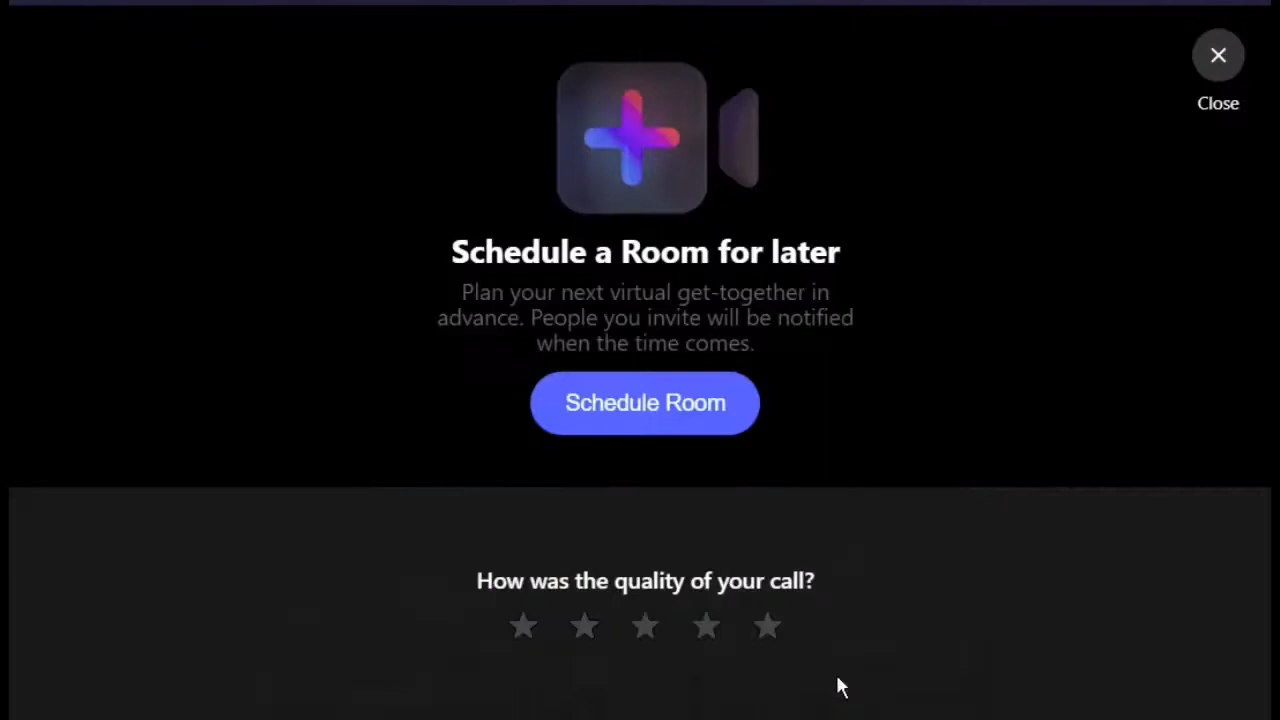 Close
Schedule a Room for later
Plan your next virtual get-together in
advance. People you invite will be notified
when the time comes.
Schedule Room
How was the quality of your call?